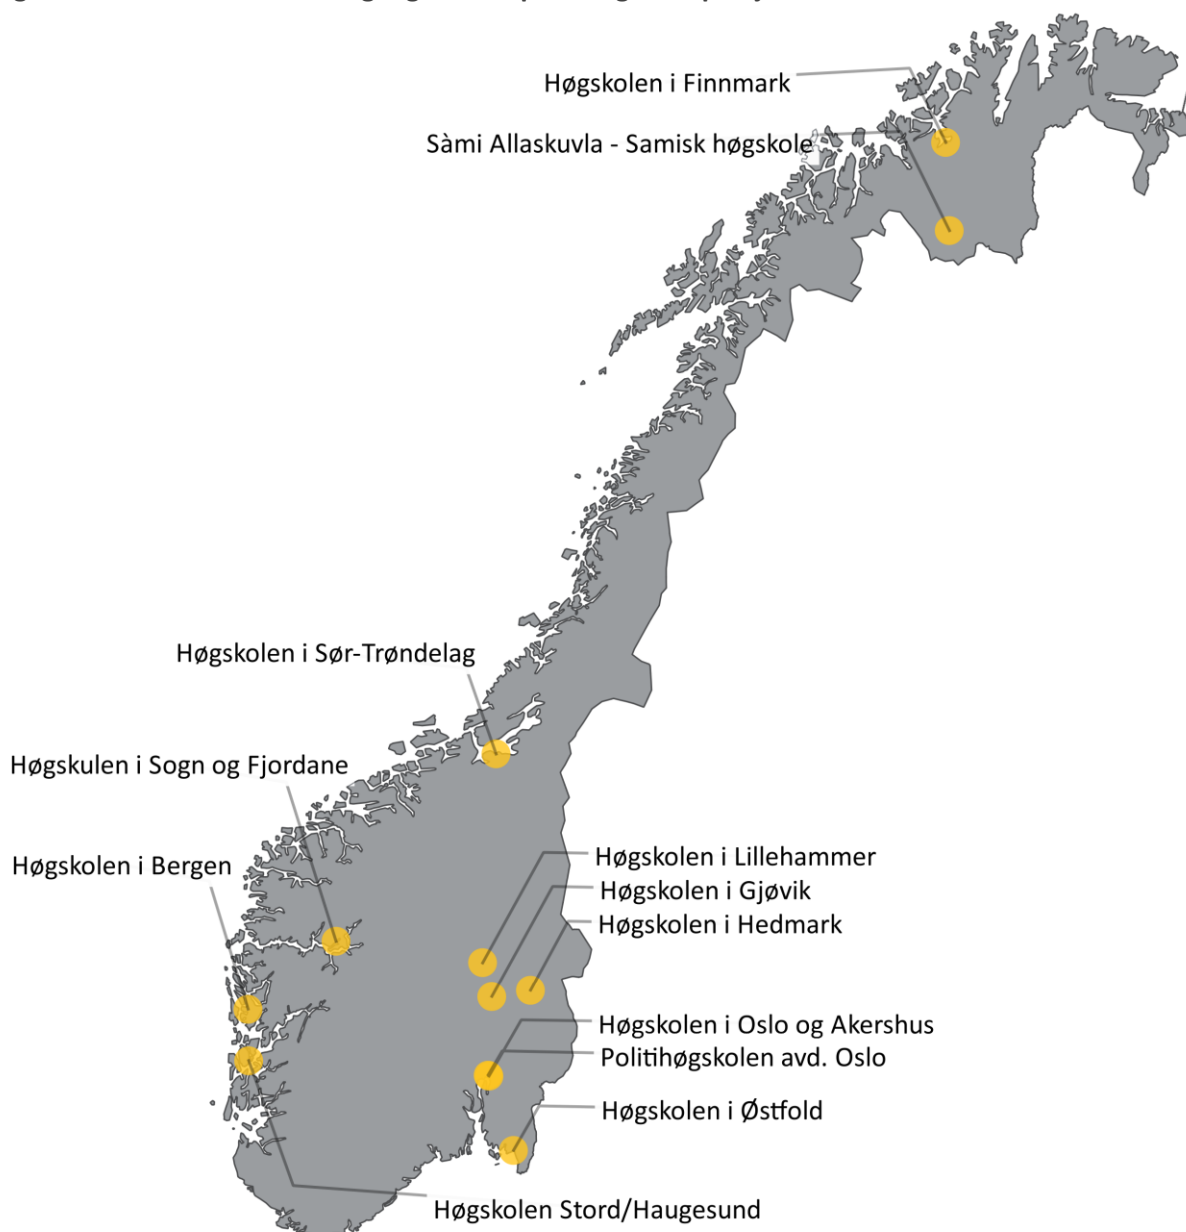 Høgskolen i Finnmark
Sàmi Allaskuvla - Samisk høgskole
Høgskolen i Sør-Trøndelag
Høgskulen i Sogn og Fjordane
Høgskolen i Bergen
Høgskolen i Lillehammer
Høgskolen i Gjøvik
Høgskolen i Hedmark
Høgskolen i Oslo og Akershus
Politihøgskolen avd. Oslo
Høgskolen i Østfold
Høgskolen Stord/Haugesund